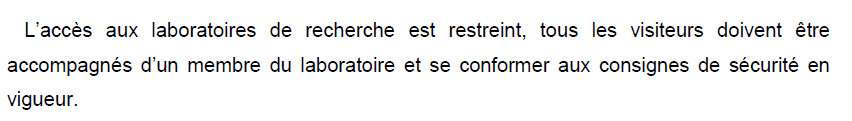 L’accès aux laboratoires de recherche est restreint, tous les visiteurs doivent être
accompagnés d’un membre du laboratoire et se conformer aux consignes de sécurité en
vigueur.